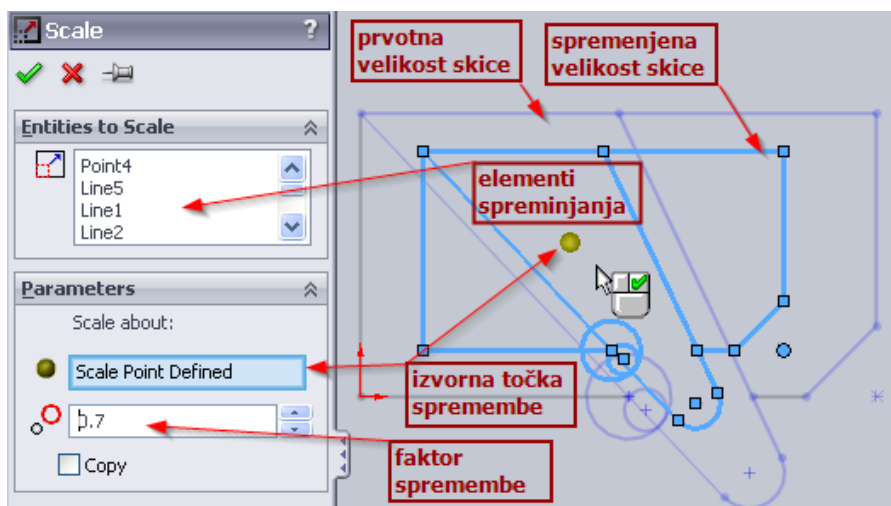 Scale
?
Entities to Scale
Point4
Line5
Line1
Line2
Parameters
Scale about:
Scale Point Defined
0.7
Copy
prvotna
velikost skice
spremenjena
velikost skice
elementi
spreminjanja
izvorna točka
spremembe
faktor
spremembe